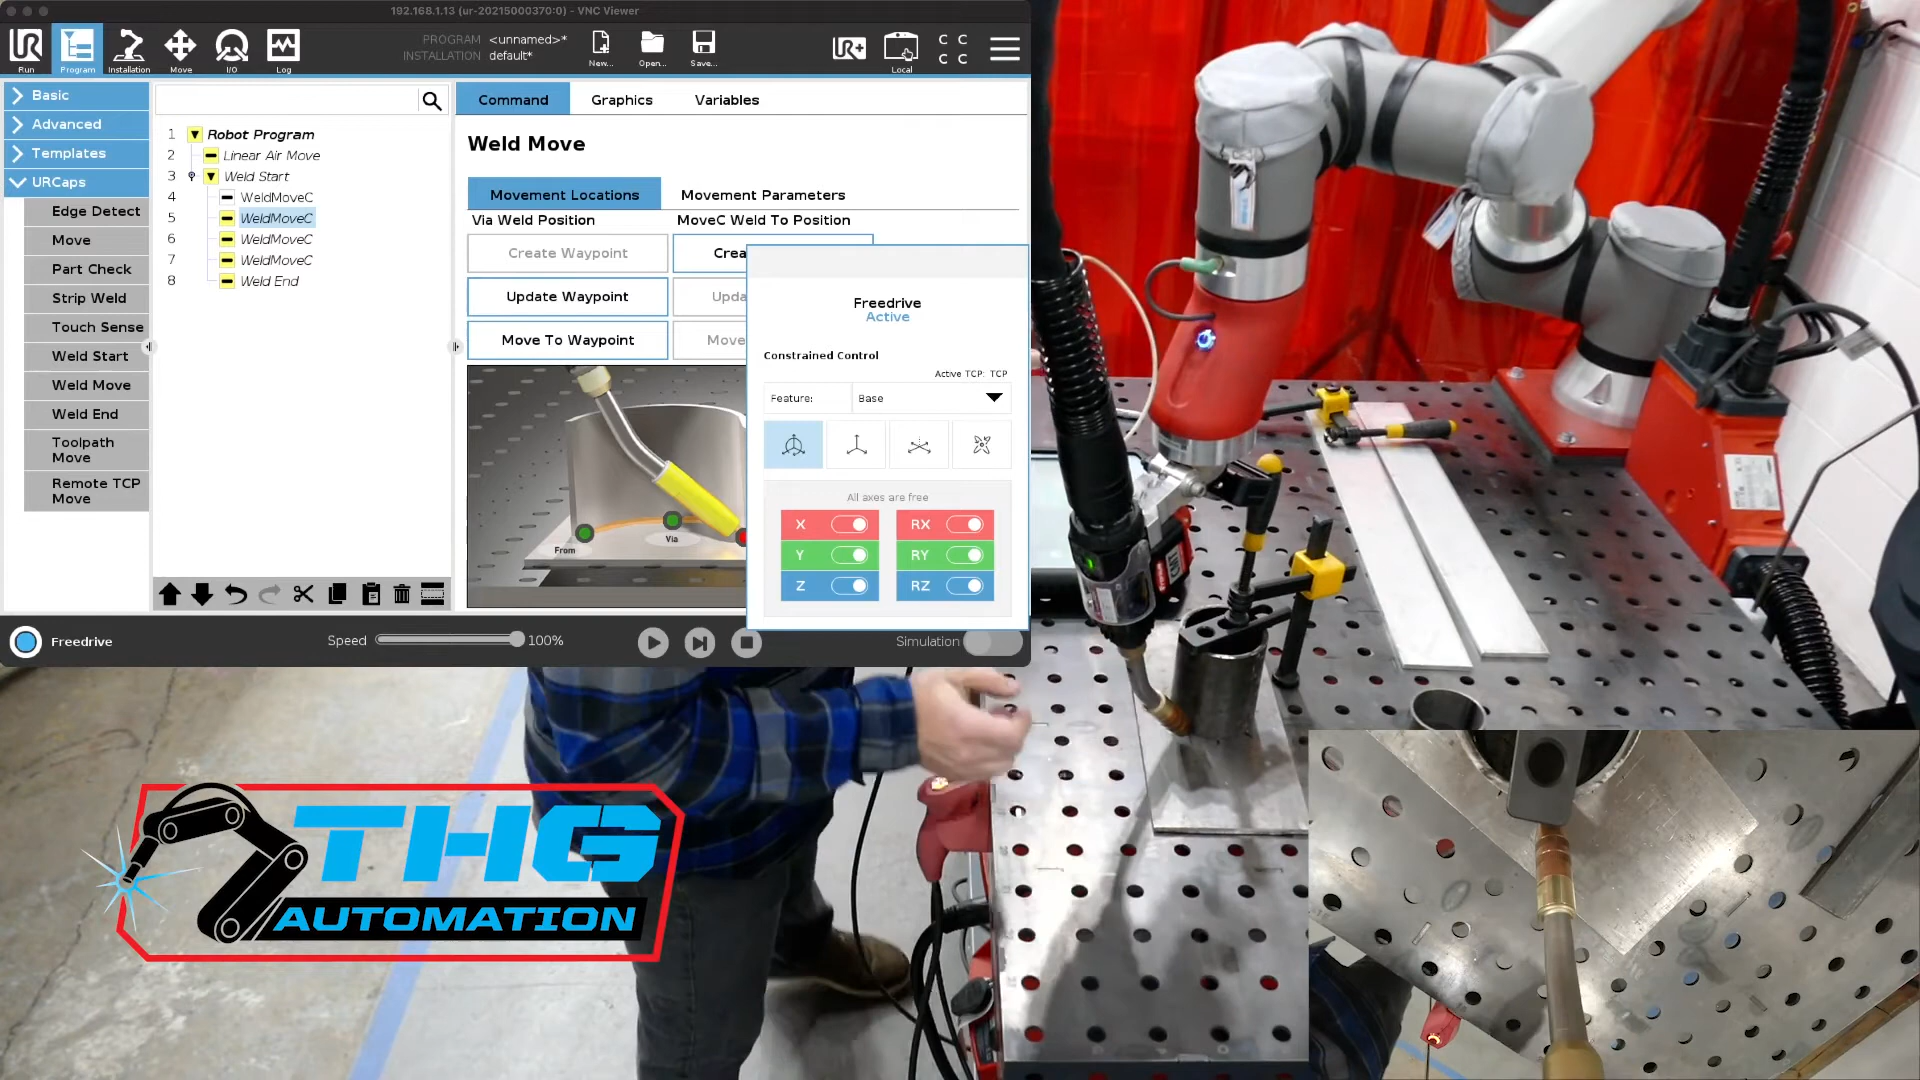 192.168.1.13 (ur-20215000370:0) - VNC Viewer
Run
Program
Installation
Move
I/O
Log
PROGRAM <unnamed>*
INSTALLATION default*
New...
Open...
Save...
UR+
Local
C C
C C
Basic
Advanced
Templates
URCaps
Edge Detect
Move
Part Check
Strip Weld
Touch Sense
Weld Start
Weld Move
Weld End
Toolpath
Move
Remote TCP
Move
1 Robot Program
2 Linear Air Move
3 Weld Start
4 WeldMoveC
5 WeldMoveC
6 WeldMoveC
7 WeldMoveC
8 Weld End
Command Graphics Variables
Weld Move
Movement Locations Movement Parameters
Via Weld Position MoveC Weld To Position
Create Waypoint Crea
Update Waypoint Upda
Move To Waypoint Move
From
Via
Freedrive
Active
Constrained Control
Active TCP: TCP
Feature: Base
All axes are free
X RX
Y RY
Z RZ
Freedrive
Speed 100%
Simulation
THG
AUTOMATION